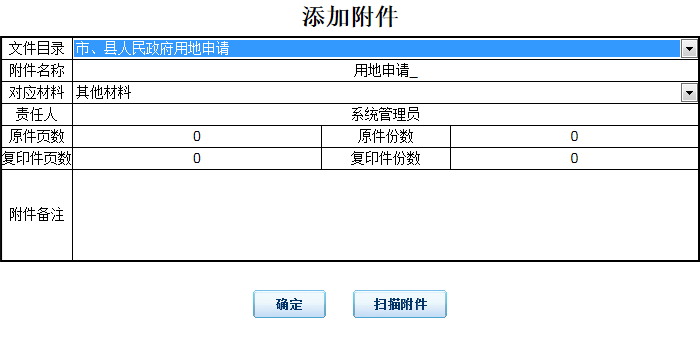 添加附件
文件目录 市、县人民政府用地申请
附件名称 用地申请_
对应材料 其他材料
责任人 系统管理员
原件页数 0 原件份数 0
复印件页数 0 复印件份数 0
附件备注
确定 扫描附件